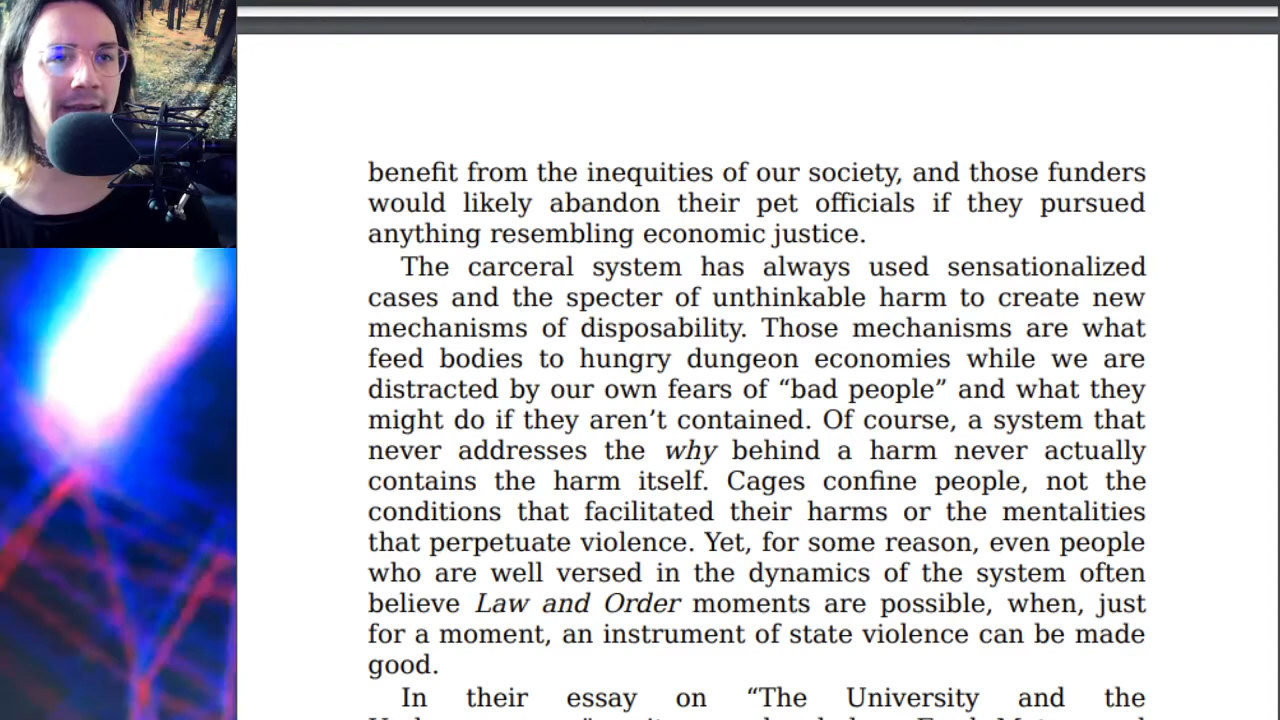 benefit from the inequities of our society, and those funders
would likely abandon their pet officials if they pursued
anything resembling economic justice.
The carceral system has always used sensationalized
cases and the specter of unthinkable harm to create new
mechanisms of disposability. Those mechanisms are what
feed bodies to hungry dungeon economies while we are
distracted by our own fears of “bad people” and what they
might do if they aren’t contained. Of course, a system that
never addresses the why behind a harm never actually
contains the harm itself. Cages confine people, not the
conditions that facilitated their harms or the mentalities
that perpetuate violence. Yet, for some reason, even people
who are well versed in the dynamics of the system often
believe Law and Order moments are possible, when, just
for a moment, an instrument of state violence can be made
good.
In their essay on “The University and the